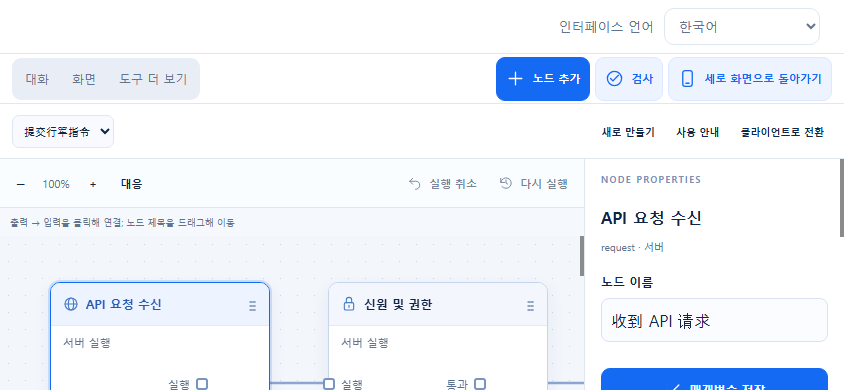 인터페이스 언어 한국어
대화 화면 도구 더 보기 노드 추가 검사 세로 화면으로 돌아가기
提交行军指令 새로 만들기 사용 안내 클라이언트로 전환
− 100% + 대응 실행 취소 다시 실행
NODE PROPERTIES
출력 → 입력을 클릭해 연결; 노드 제목을 드래그해 이동
API 요청 수신
request · 서버
노드 이름
API 요청 수신 신원 및 권한
收到 API 请求
서버 실행 서버 실행
실행 실행 통과
매개변수 저장